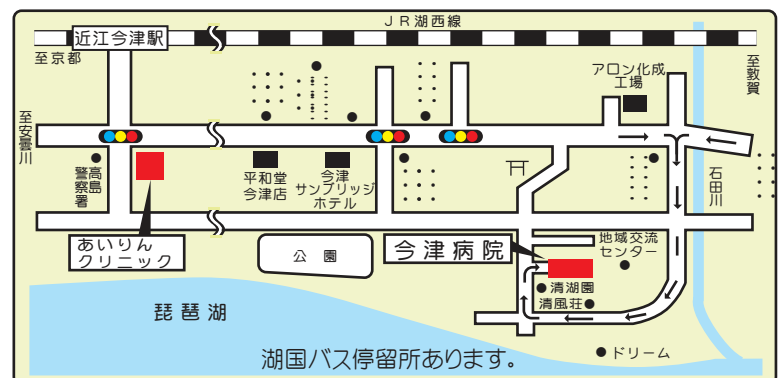 JR湖西線
近江今津駅
至京都
至敦賀
アロン化成
工場
至安曇川
高島
警察署
平和堂
今津店
今津
サンブリッジ
ホテル
石田川
あいりん
クリニック
公園
今津病院
地域交流
センター
清湖園
清風荘
琵琶湖
ドリーム
湖国バス停留所あります。